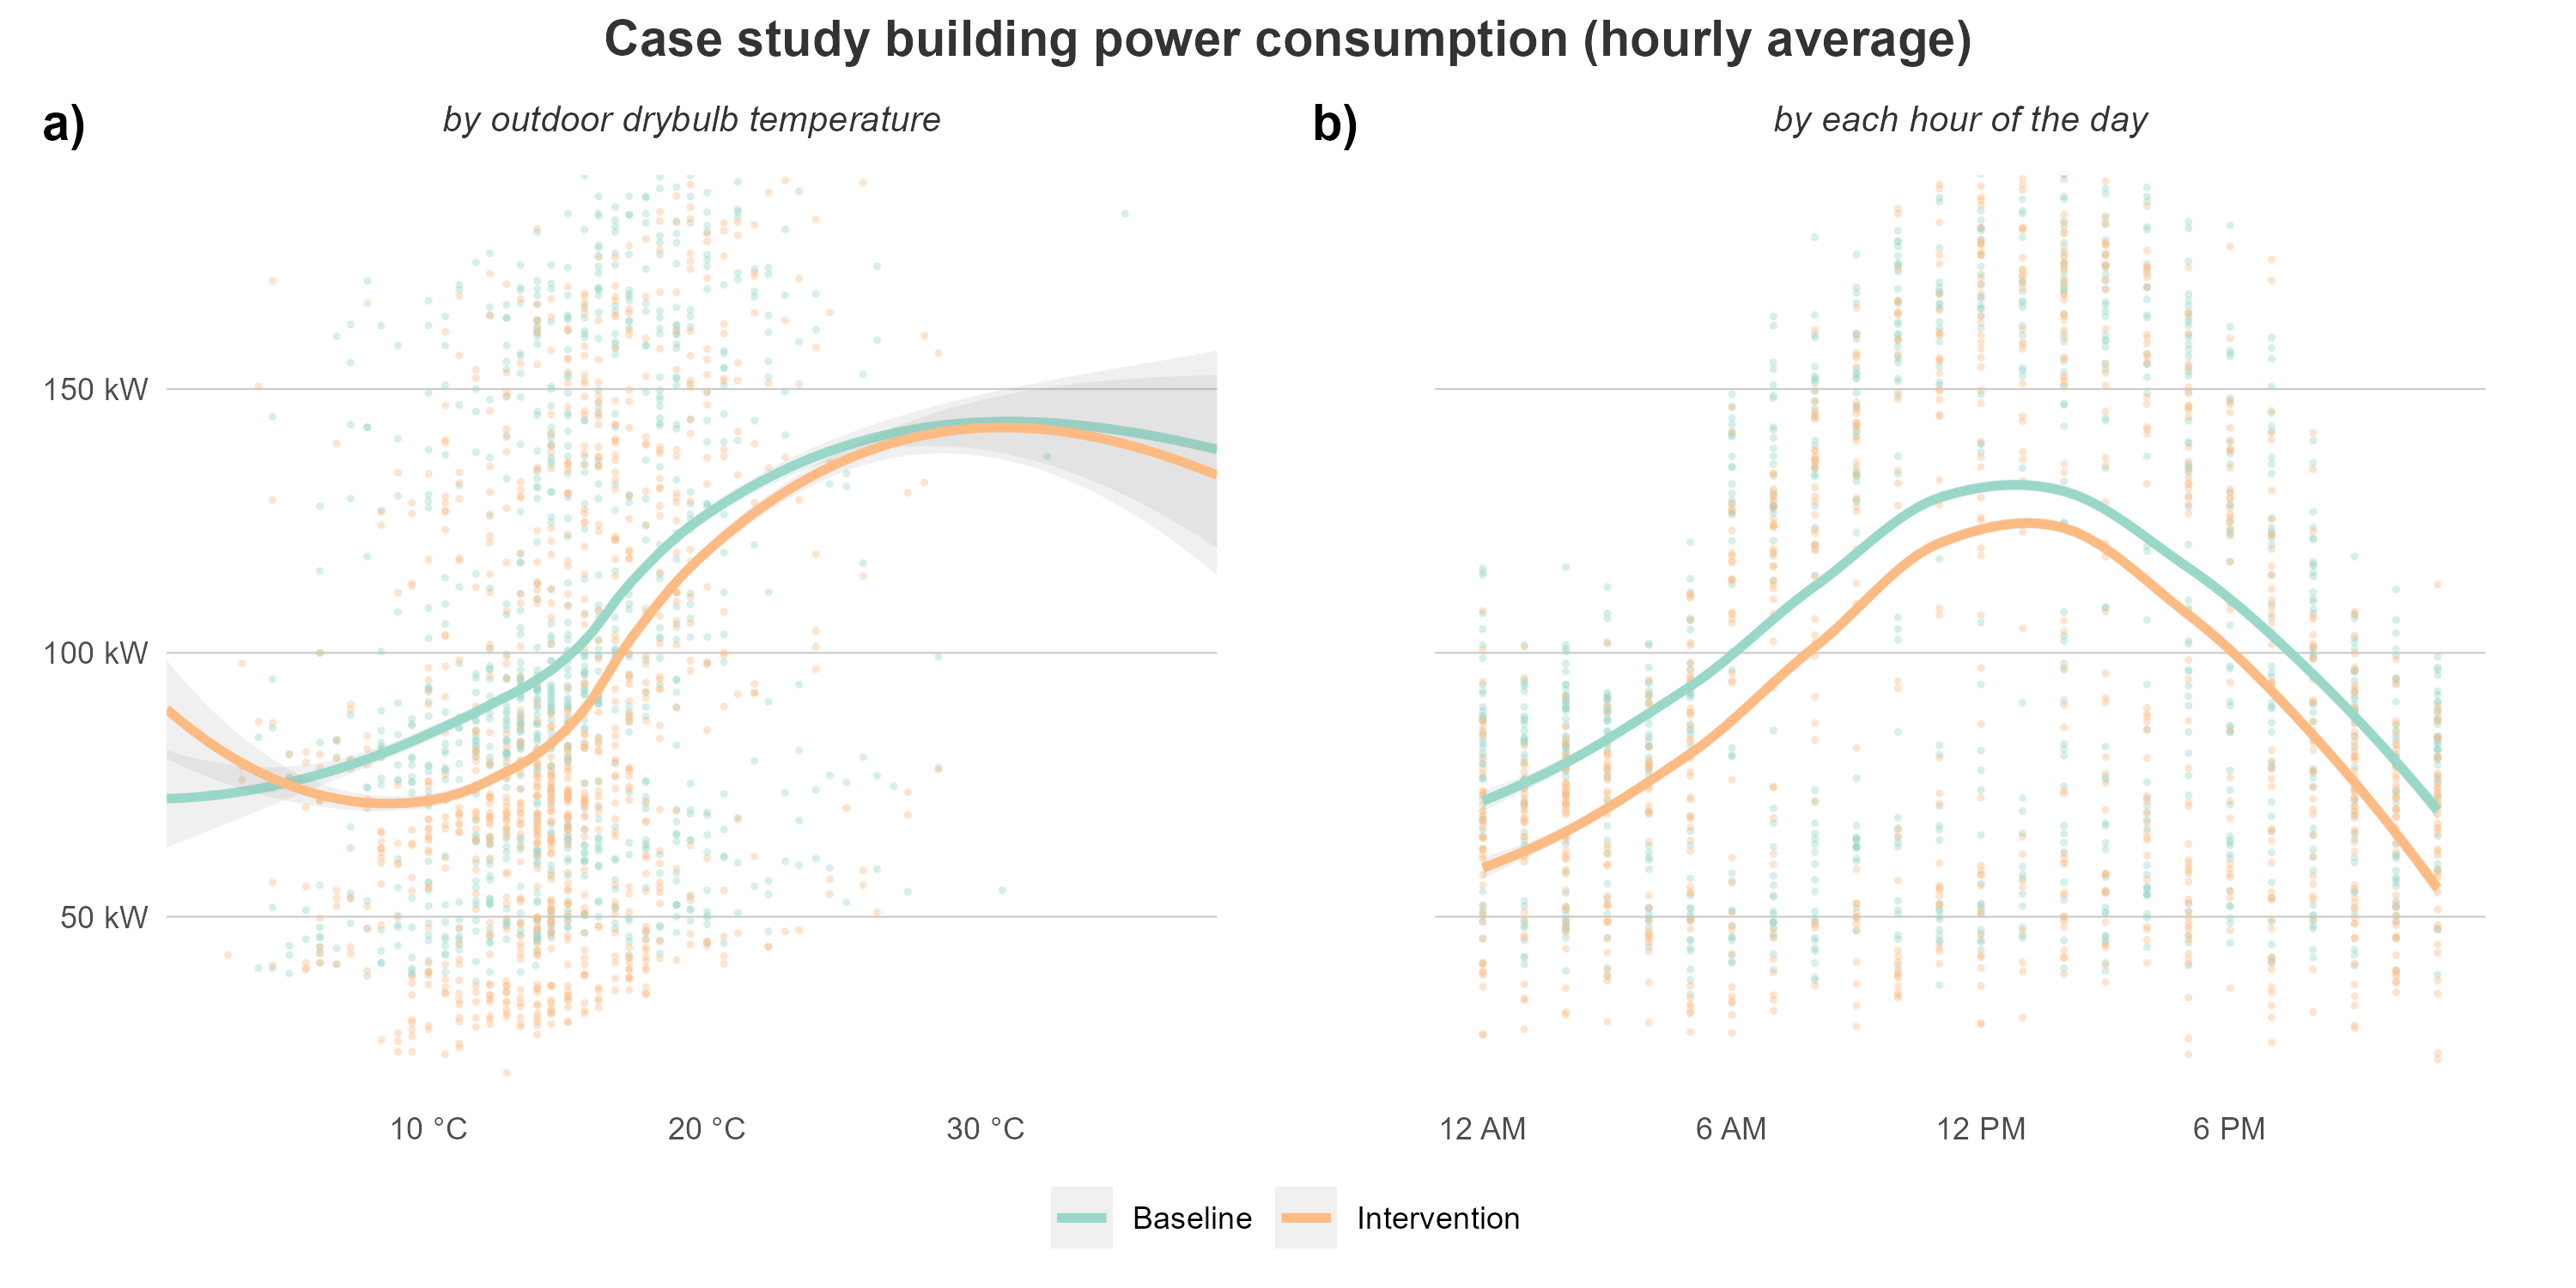 Case study building power consumption (hourly average)
a)
by outdoor drybulb temperature
b)
by each hour of the day
150 kW
100 kW
50 kW
10 °C
20 °C
30 °C
12 AM
6 AM
12 PM
6 PM
Baseline
Intervention